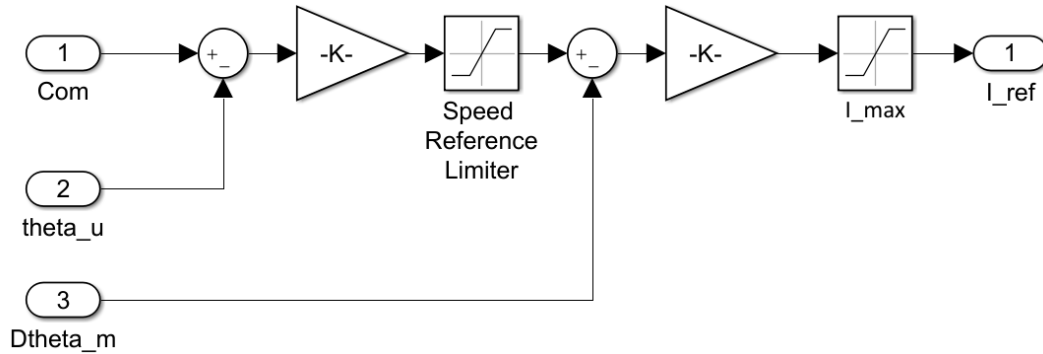 1
Com
-K-
Speed
Reference
Limiter
-K-
I_max
1
I_ref
2
theta_u
3
Dtheta_m